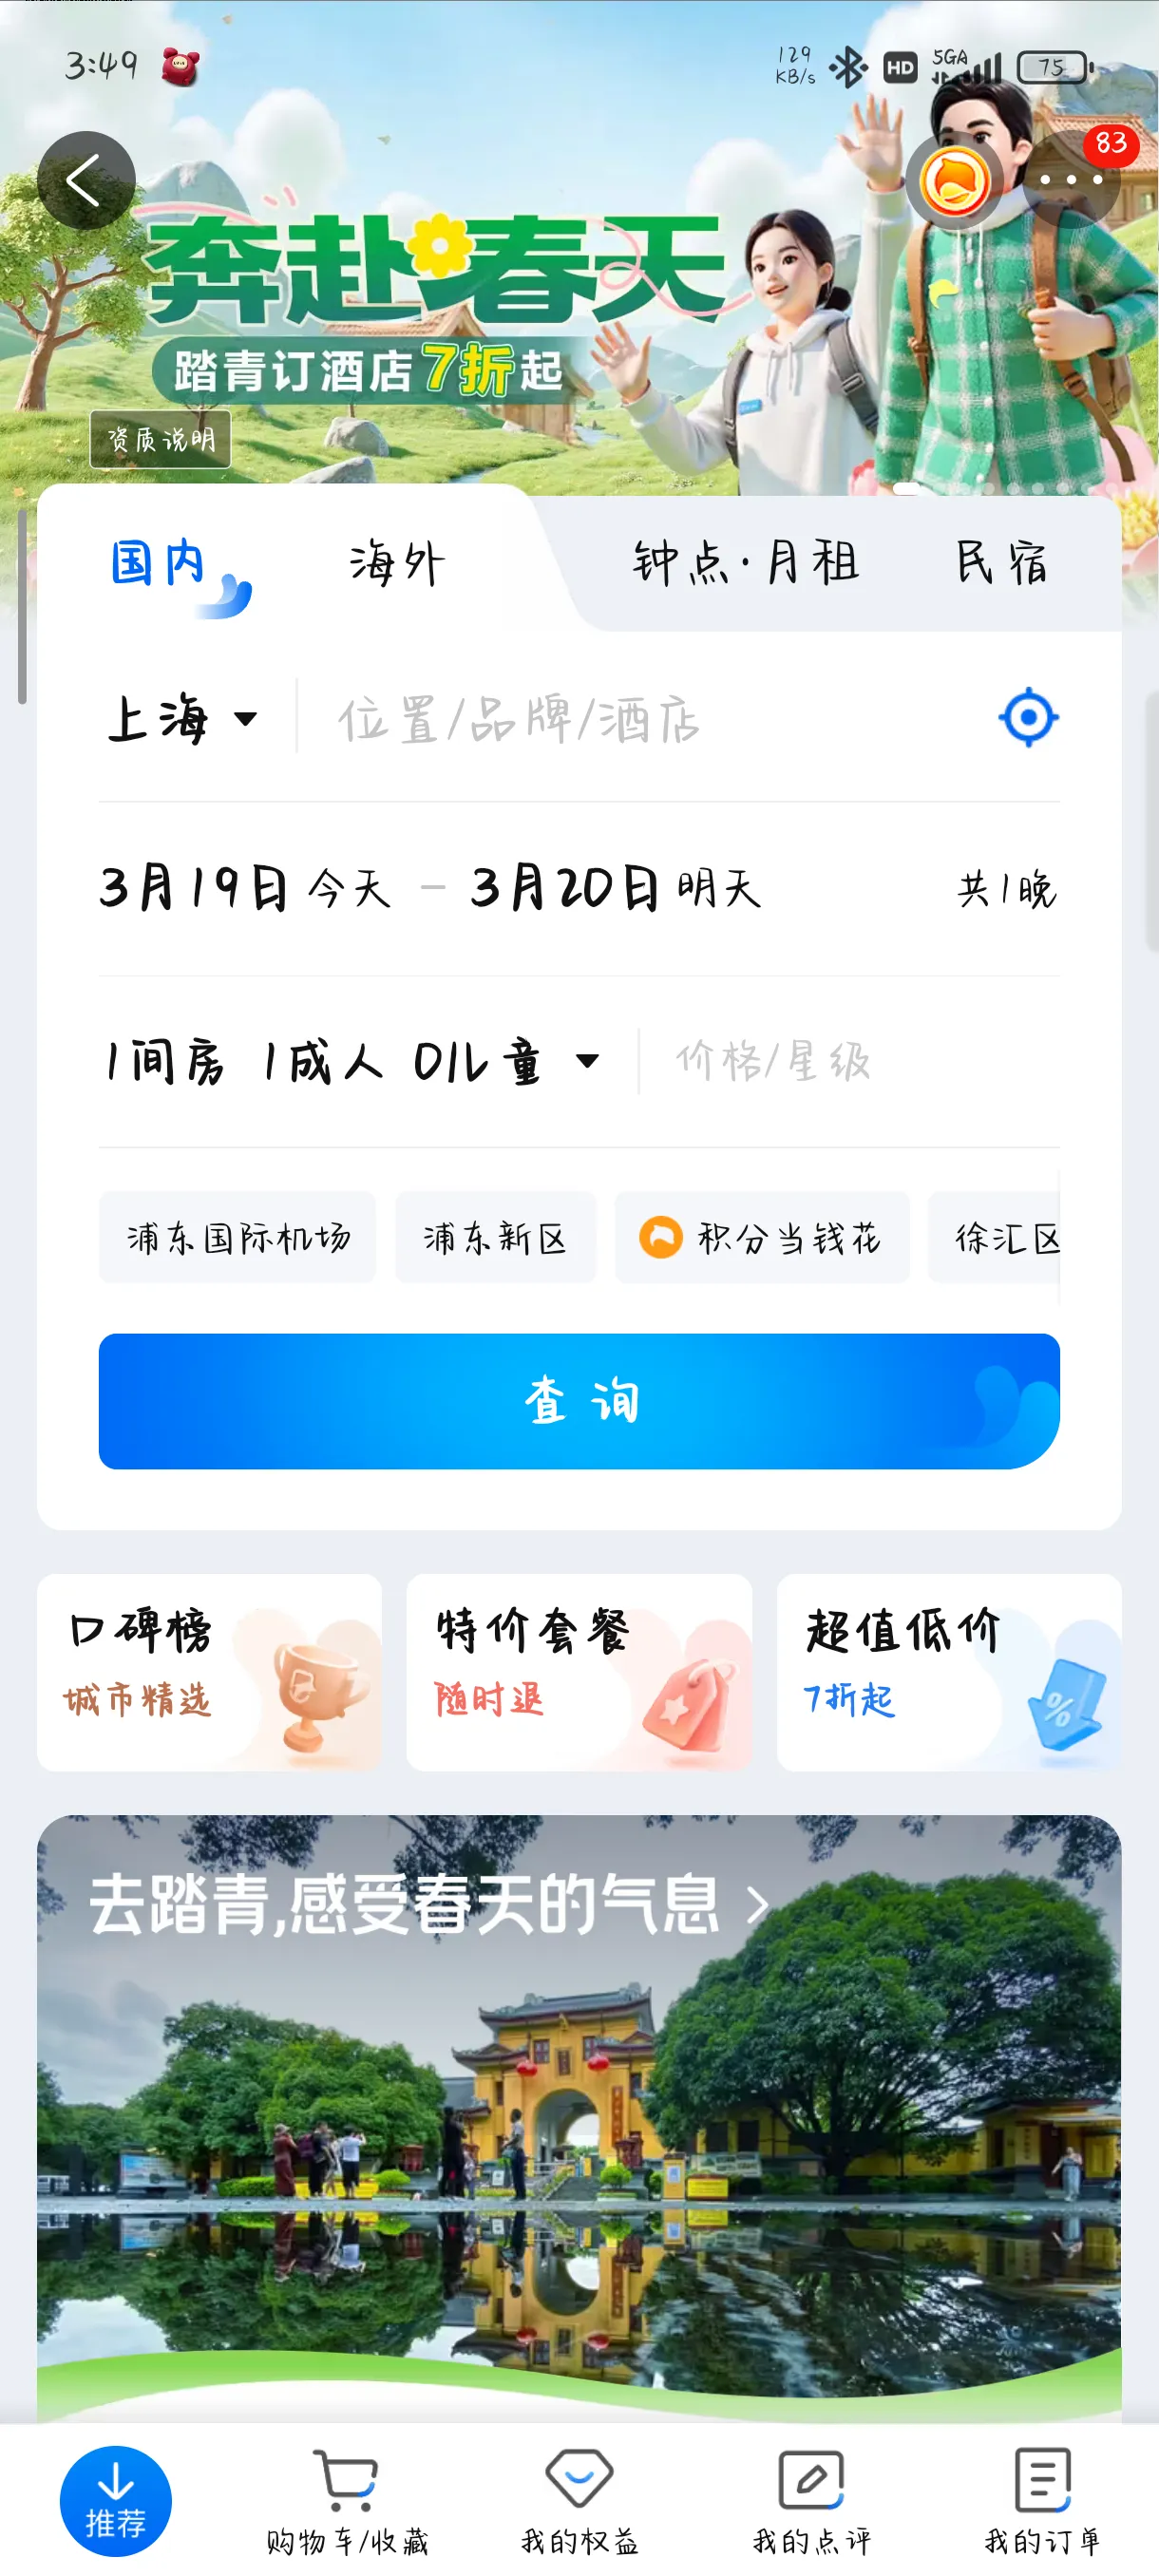 3:49
129 KB/s HD 5GA 75
83
奔赴春天
踏青订酒店7折起
资质说明
国内 海外 钟点·月租 民宿
上海 位置/品牌/酒店
3月19日 今天 – 3月20日 明天 共1晚
1间房 1成人 0儿童 价格/星级
浦东国际机场 浦东新区 积分当钱花 徐汇区
查询
口碑榜 特价套餐 超值低价
城市精选 随时退 7折起
%
去踏青,感受春天的气息 >
推荐 购物车/收藏 我的权益 我的点评 我的订单